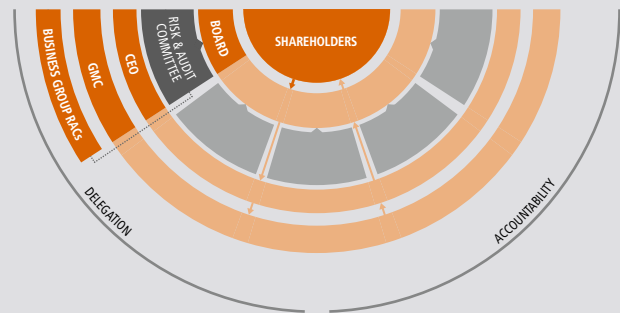 BUSINESS GROUP RACs
GMC
CEO
RISK & AUDIT
COMMITTEE
BOARD
SHAREHOLDERS
DELEGATION
ACCOUNTABILITY